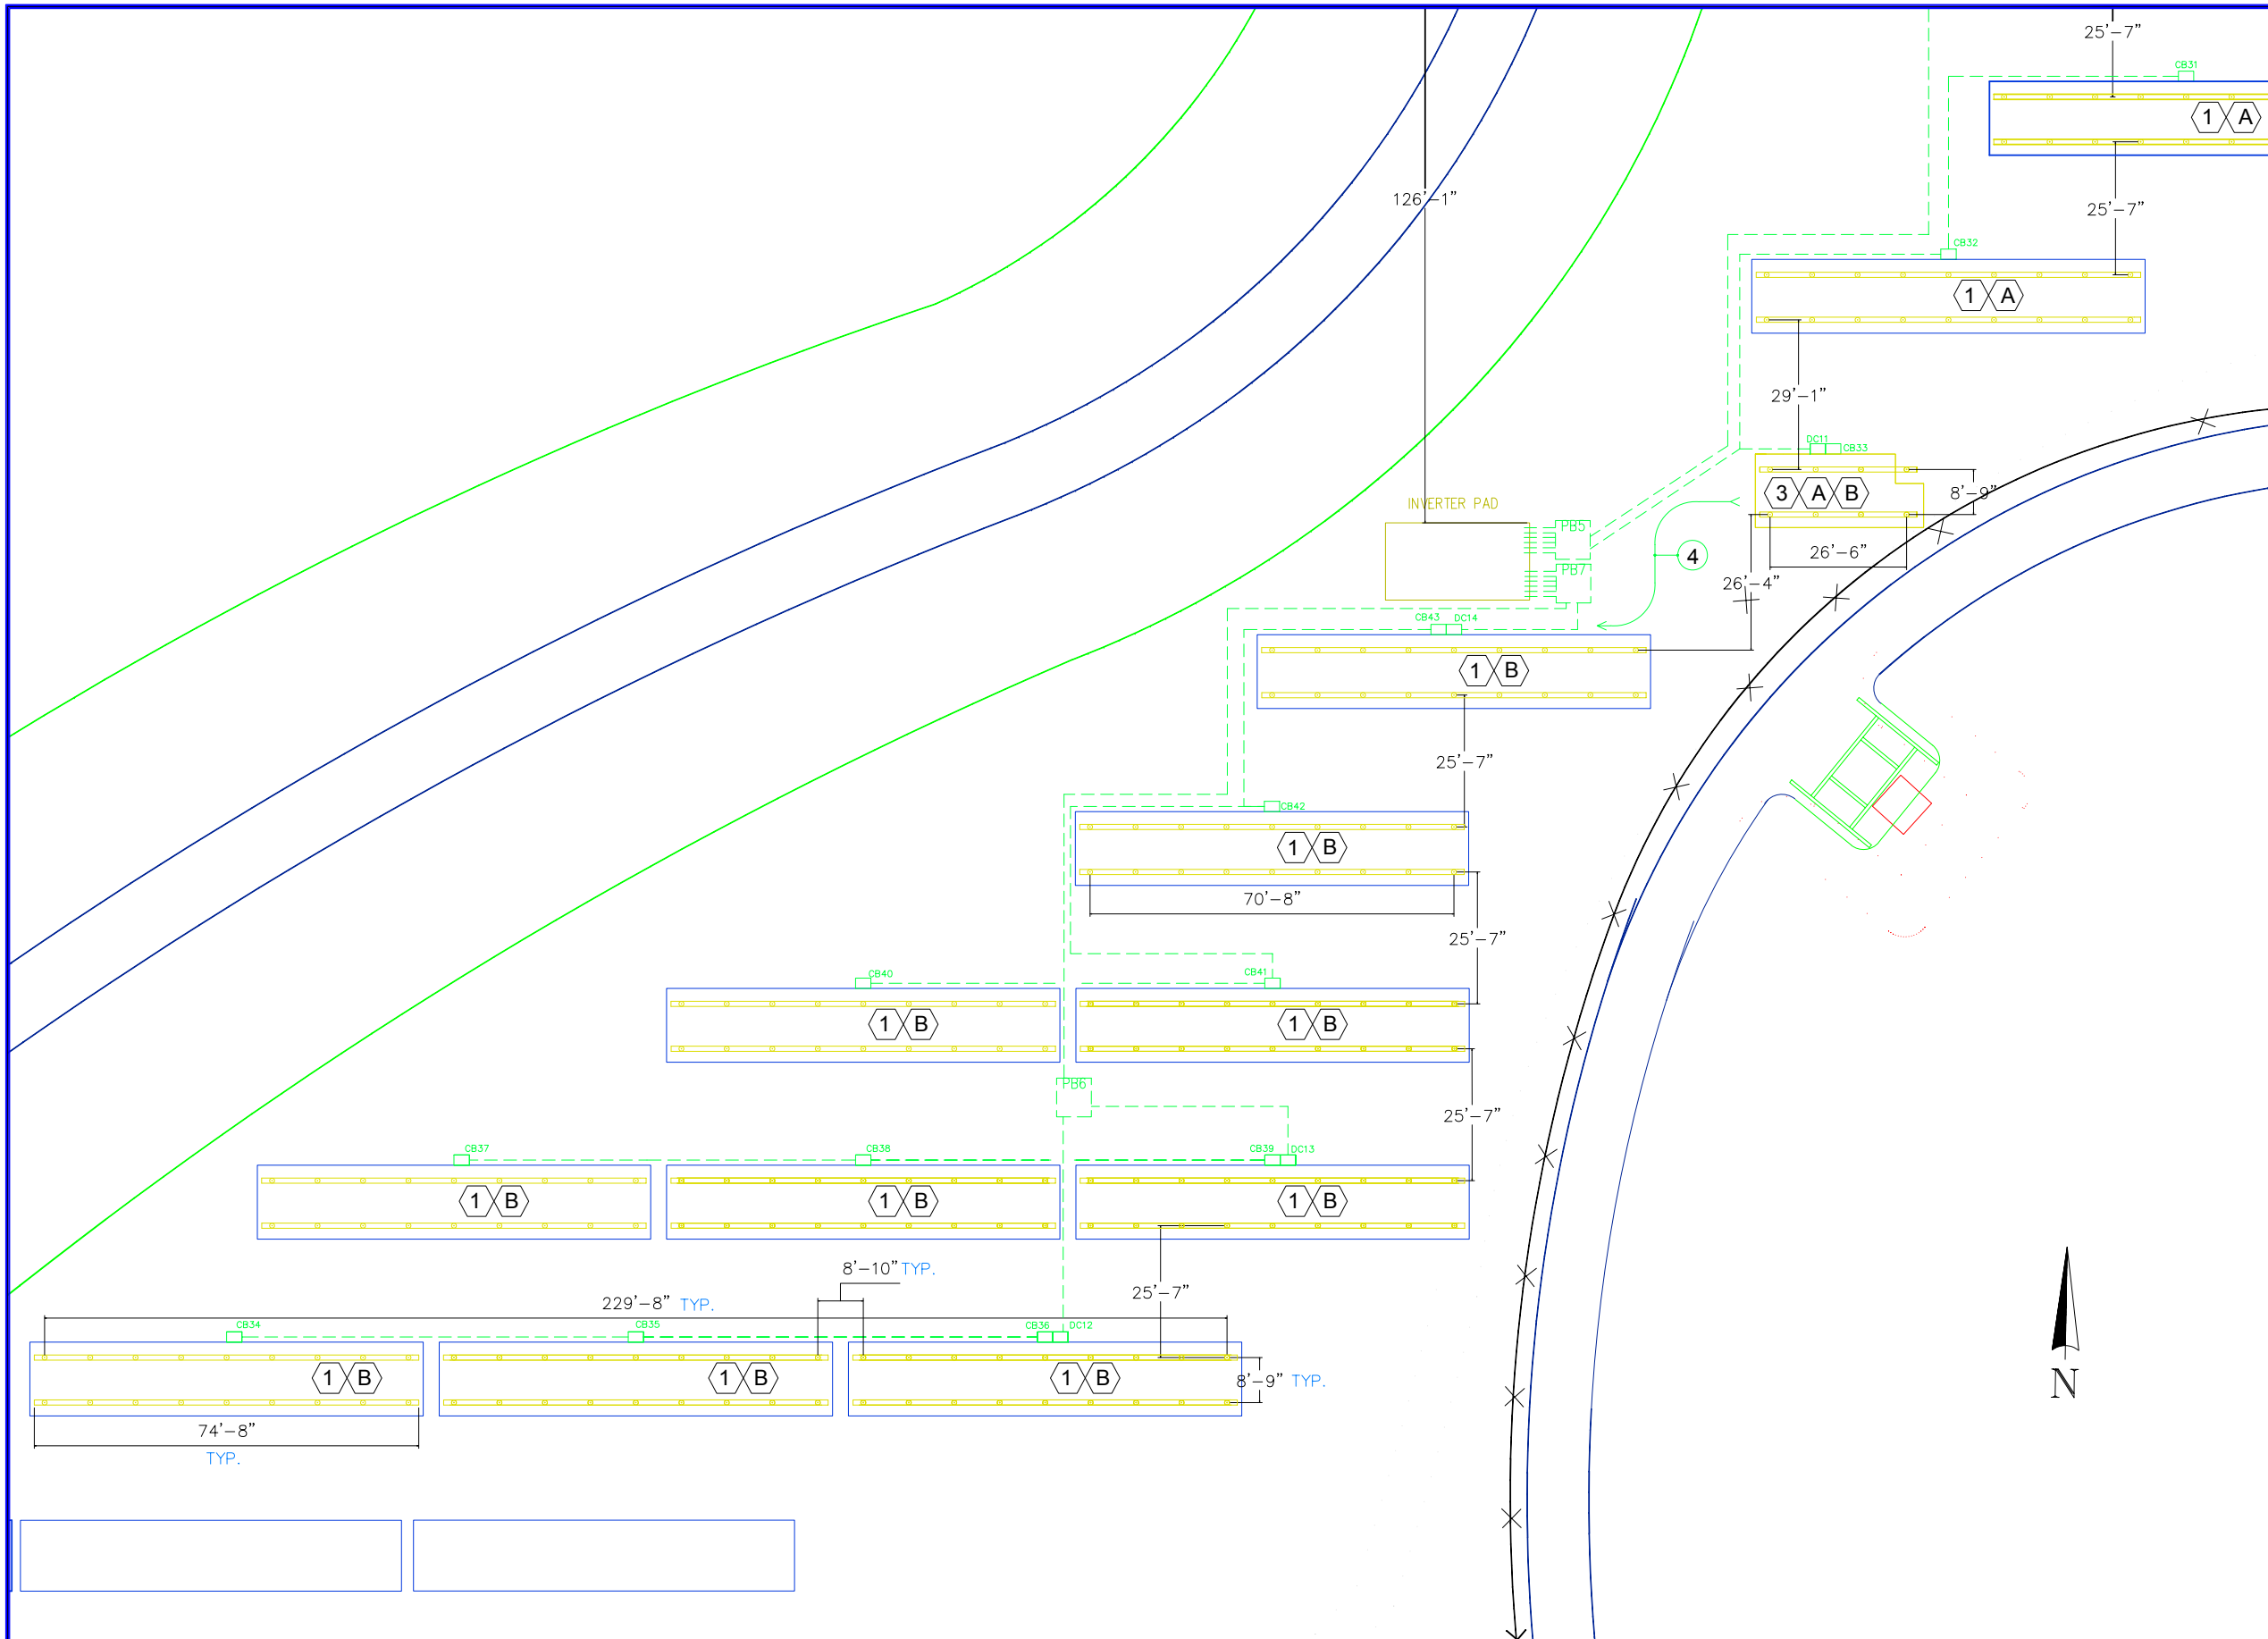 25'-7"
CB31
1 A
126'-1"
25'-7"
CB32
1 A
29'-1"
DC11 CB33
3 A B
8'-9"
INVERTER PAD
PB5
4
26'-6"
PB7
26'-4"
CB43 DC14
1 B
25'-7"
CB42
1 B
70'-8"
25'-7"
CB40
CB41
1 B
1 B
PB6
25'-7"
CB37
CB38
CB39 DC13
1 B
1 B
1 B
8'-10" TYP.
25'-7"
229'-8" TYP.
CB34
CB35
CB36 DC12
1 B
1 B
1 B
8'-9" TYP.
74'-8"
TYP.
N